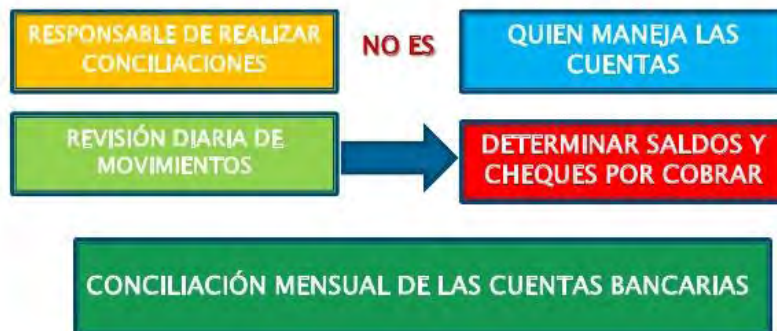 RESPONSABLE DE REALIZAR
CONCILIACIONES
NO ES
QUIEN MANEJA LAS
CUENTAS
REVISIÓN DIARIA DE
MOVIMIENTOS
DETERMINAR SALDOS Y
CHEQUES POR COBRAR
CONCILIACIÓN MENSUAL DE LAS CUENTAS BANCARIAS